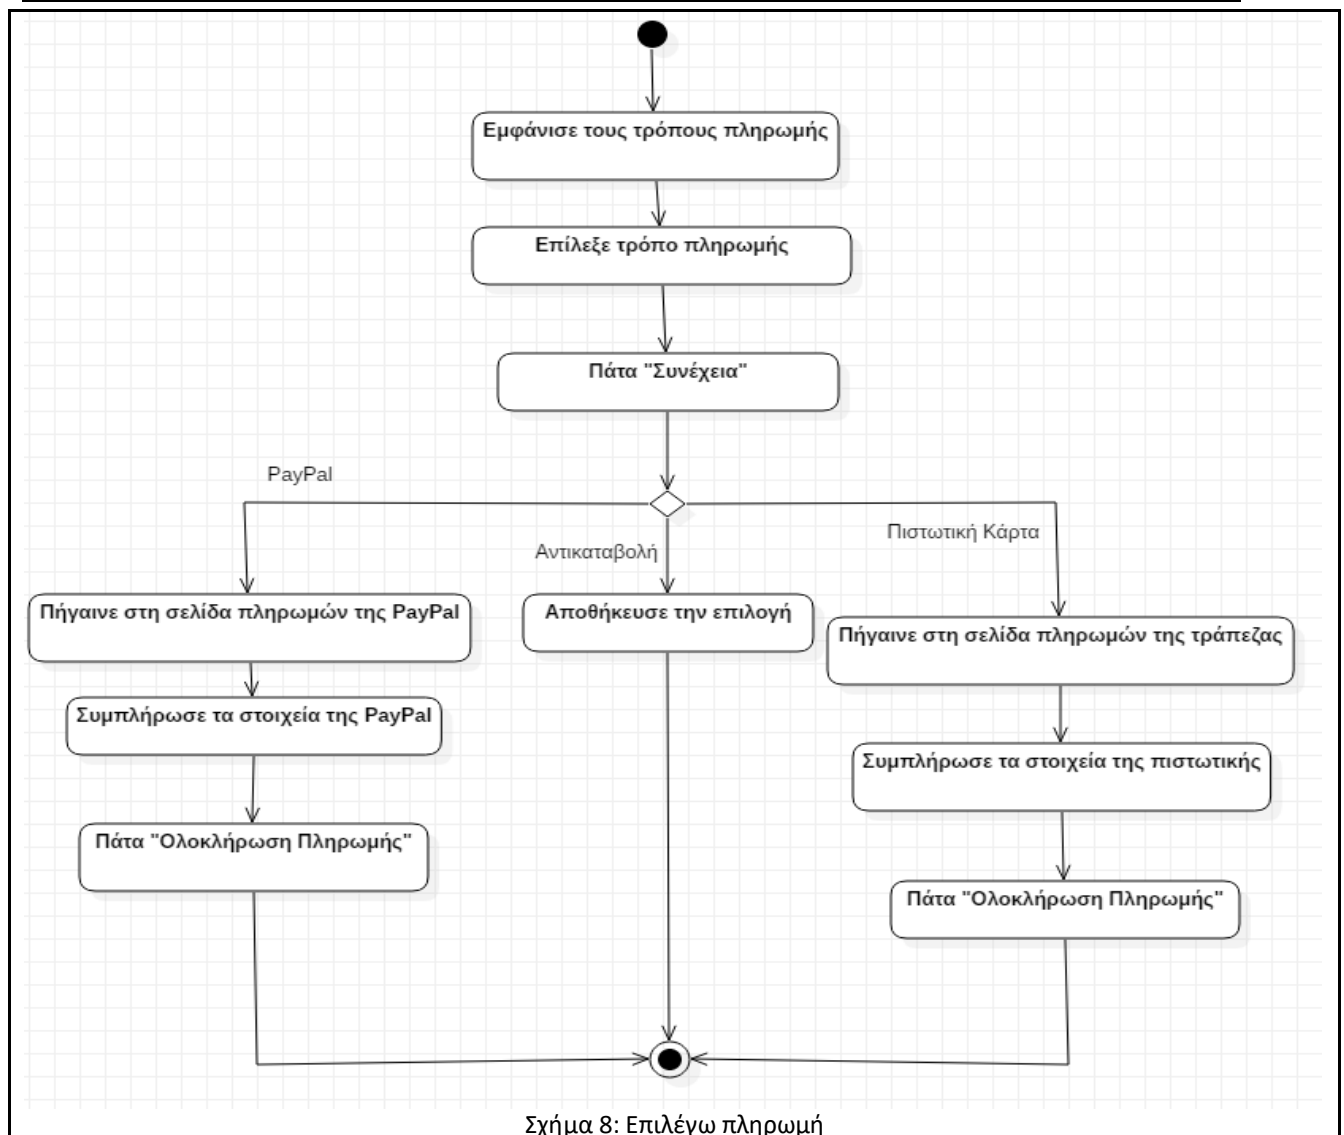 Εμφάνισε τους τρόπους πληρωμής
Επίλεξε τρόπο πληρωμής
Πάτα "Συνέχεια"
PayPal
Αντικαταβολή
Πιστωτική Κάρτα
Πήγαινε στη σελίδα πληρωμών της PayPal
Αποθήκευσε την επιλογή
Πήγαινε στη σελίδα πληρωμών της τράπεζας
Συμπλήρωσε τα στοιχεία της PayPal
Συμπλήρωσε τα στοιχεία της πιστωτικής
Πάτα "Ολοκλήρωση Πληρωμής"
Πάτα "Ολοκλήρωση Πληρωμής"
Σχήμα 8: Επιλέγω πληρωμή